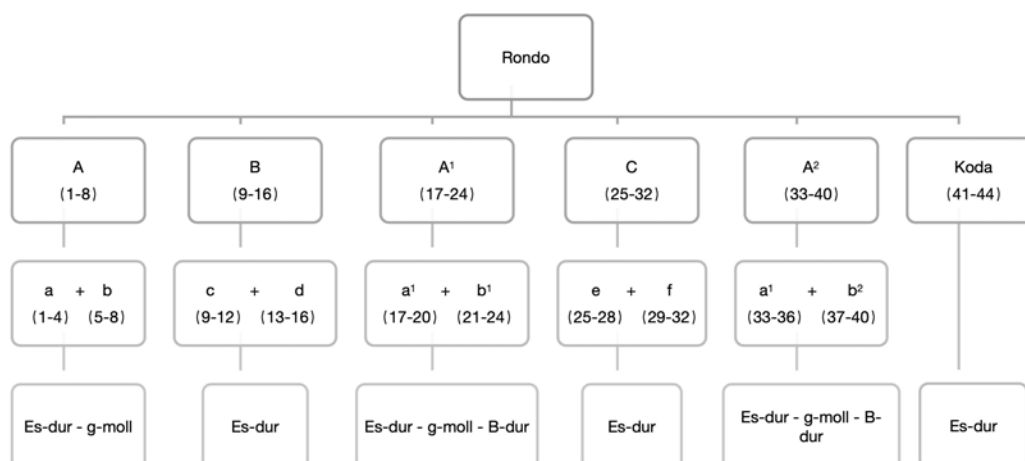 Rondo
A
(1-8)
B
(9-16)
A¹
(17-24)
C
(25-32)
A²
(33-40)
Koda
(41-44)
a + b
(1-4) (5-8)
c + d
(9-12) (13-16)
a¹ + b¹
(17-20) (21-24)
e + f
(25-28) (29-32)
a¹ + b²
(33-36) (37-40)
Es-dur - g-moll
Es-dur
Es-dur - g-moll - B-dur
Es-dur
Es-dur - g-moll - B-
dur
Es-dur